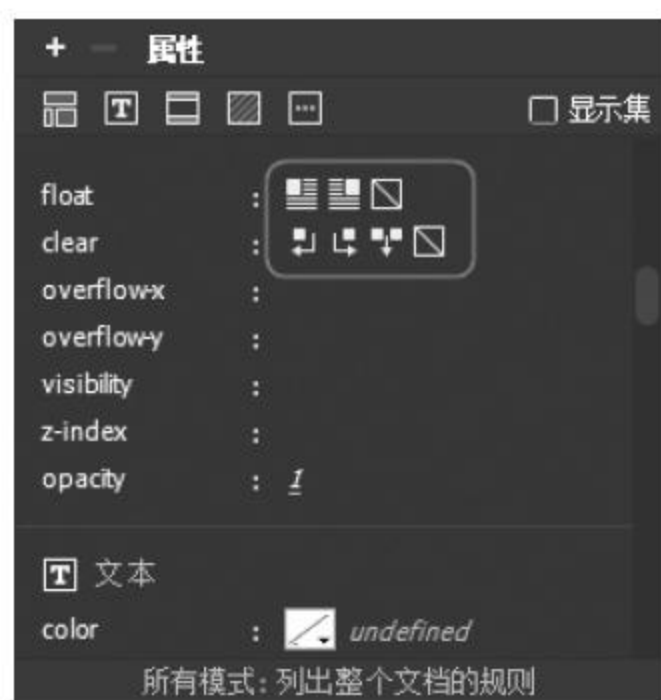 + − 属性
T 显示集
float :
clear :
overflow-x :
overflow-y :
visibility :
z-index :
opacity : 1
T 文本
color : undefined
所有模式:列出整个文档的规则